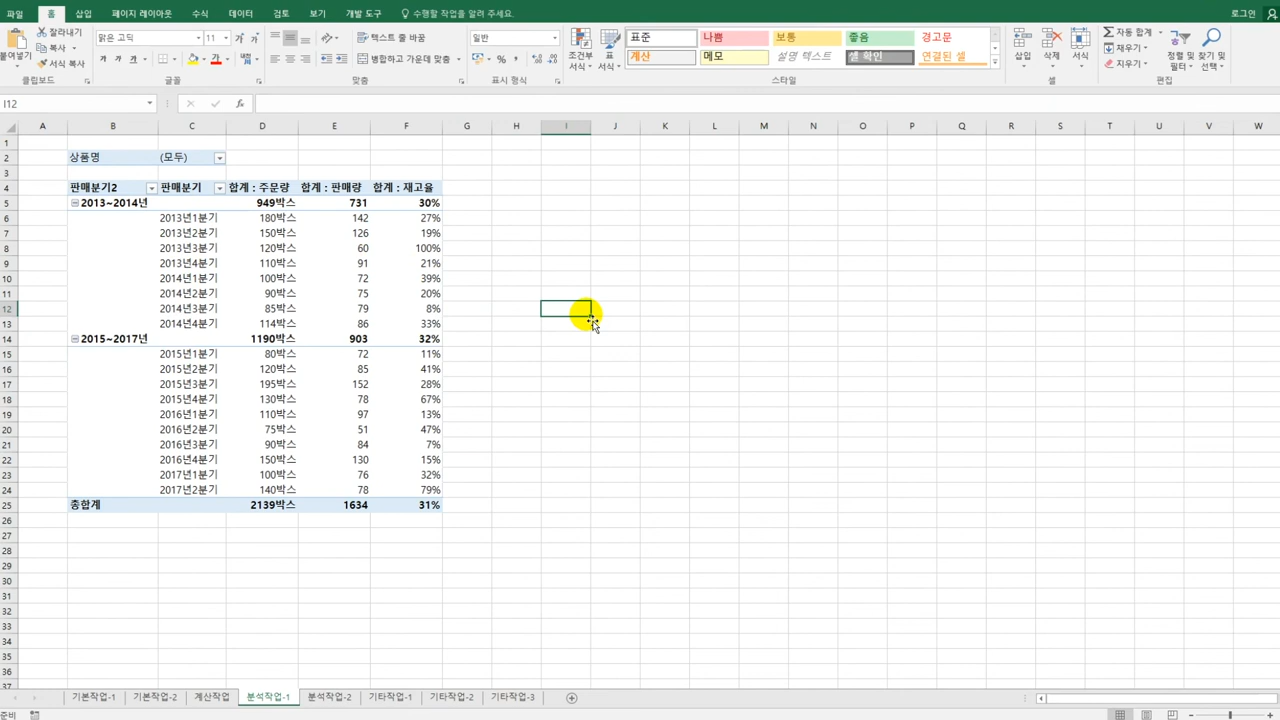 파일 홈 삽입 페이지 레이아웃 수식 데이터 검토 보기 개발 도구 수행할 작업을 알려 주세요. 로그인
잘라내기 맑은 고딕 11 텍스트 줄 바꿈 일반 표준 나쁨 보통 좋음 경고문 자동 합계
붙여넣기 복사 조건부 서식 표 서식 삽입 삭제 서식 채우기 정렬 및 필터 찾기 및 선택
서식 복사 가 가 가 병합하고 가운데 맞춤 % 계산 메모 설명 텍스트 셀 확인 연결된 셀 지우기
클립보드 글꼴 맞춤 표시 형식 스타일 셀 편집
I12 fx
A B C D E F G H I J K L M N O P Q R S T U V W
1
2 상품명 (모두)
3
4 판매분기2 판매분기 합계 : 주문량 합계 : 판매량 합계 : 재고율
5 2013~2014년 949박스 731 30%
6 2013년1분기 180박스 142 27%
7 2013년2분기 150박스 126 19%
8 2013년3분기 120박스 60 100%
9 2013년4분기 110박스 91 21%
10 2014년1분기 100박스 72 39%
11 2014년2분기 90박스 75 20%
12 2014년3분기 85박스 79 8%
13 2014년4분기 114박스 86 33%
14 2015~2017년 1190박스 903 32%
15 2015년1분기 80박스 72 11%
16 2015년2분기 120박스 85 41%
17 2015년3분기 195박스 152 28%
18 2015년4분기 130박스 78 67%
19 2016년1분기 110박스 97 13%
20 2016년2분기 75박스 51 47%
21 2016년3분기 90박스 84 7%
22 2016년4분기 150박스 130 15%
23 2017년1분기 100박스 76 32%
24 2017년2분기 140박스 78 79%
25 총합계 2139박스 1634 31%
26
27
28
29
30
31
32
33
34
35
36
37
기본작업-1 기본작업-2 계산작업 분석작업-1 분석작업-2 기타작업-1 기타작업-2 기타작업-3
준비